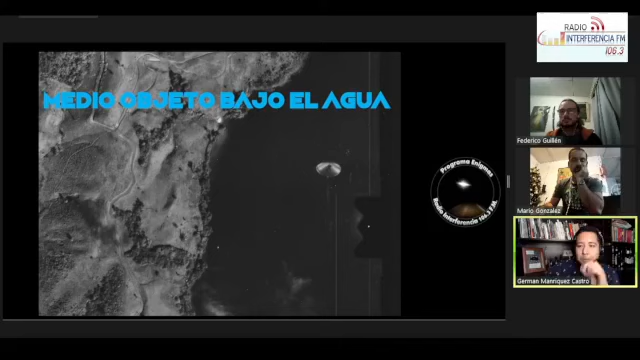 RADIO
INTERFERENCIA FM
106.3
MEDIO OBJETO BAJO EL AGUA
Programa Enigmas
Radio Interferencia 106.3 FM.
Federico Guillén
Mario Gonzalez
German Manriquez Castro